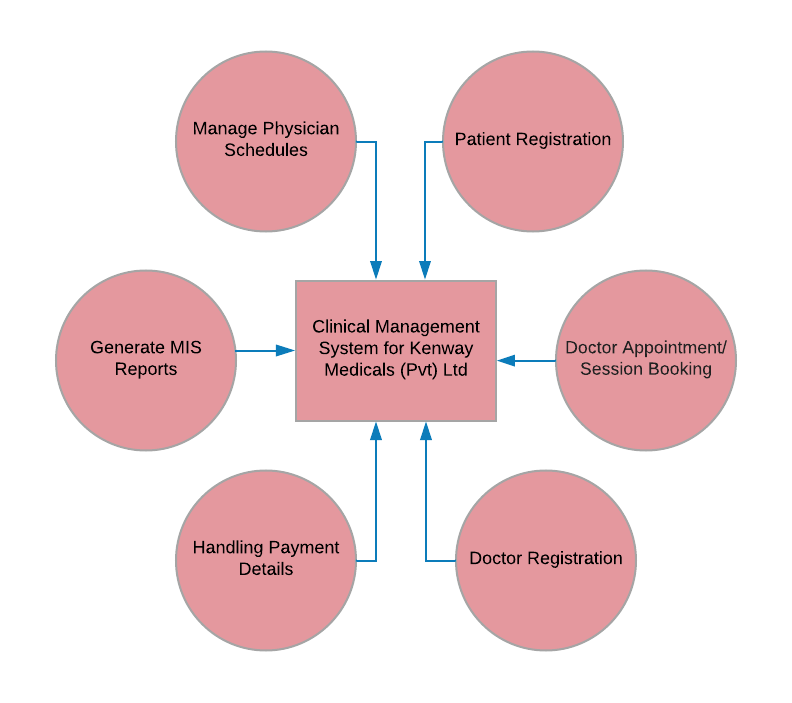 Manage Physician
Schedules
Patient Registration
Clinical Management
System for Kenway
Medicals (Pvt) Ltd
Generate MIS
Reports
Doctor Appointment/
Session Booking
Handling Payment
Details
Doctor Registration